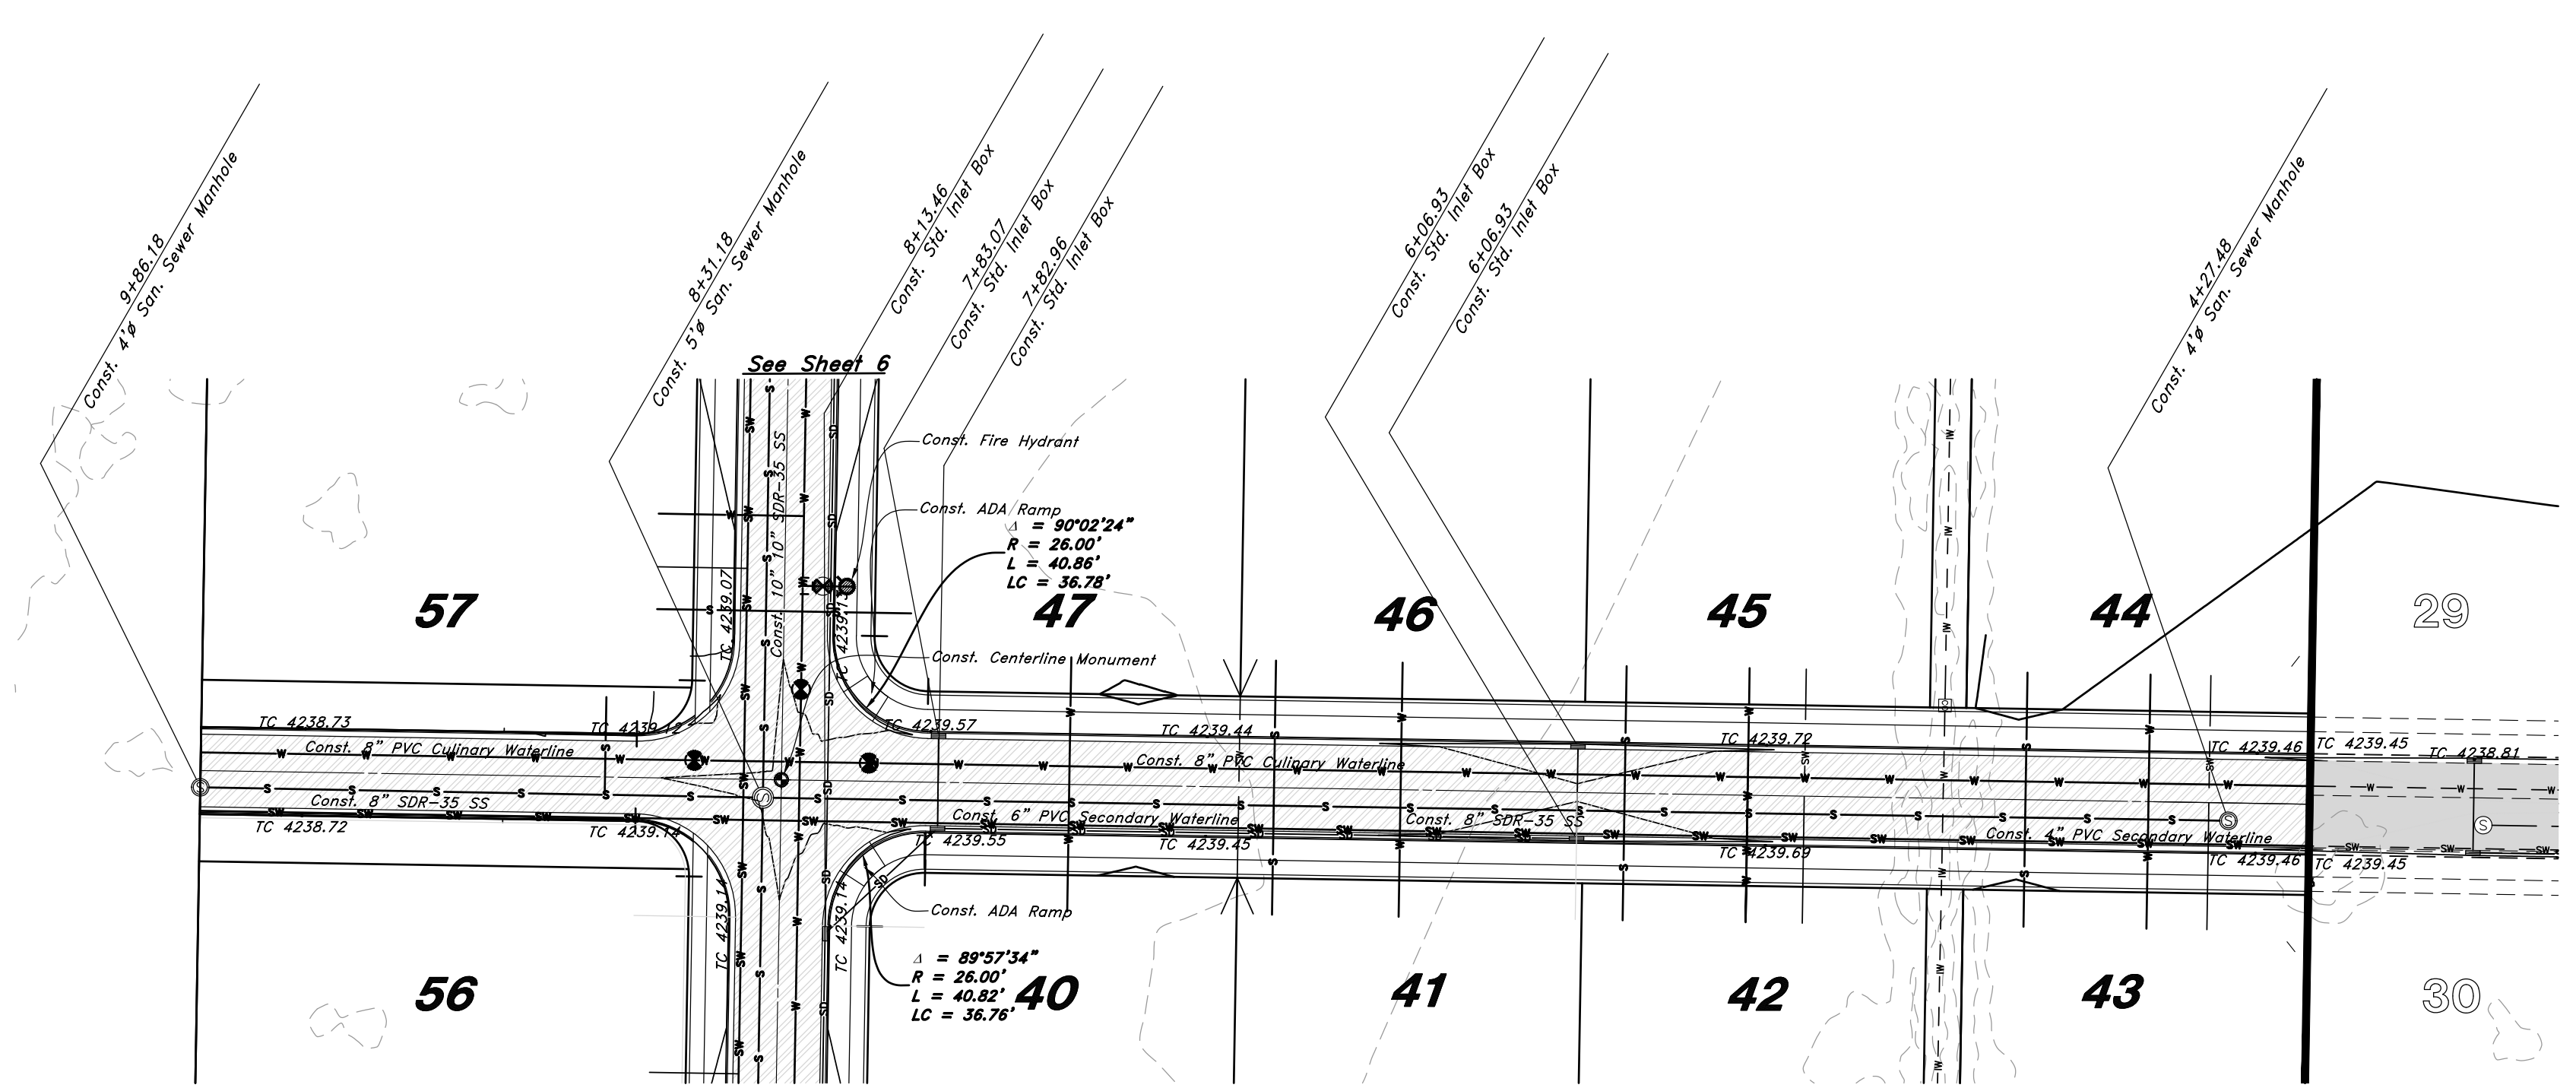 9+86.18
Const. 4'ø San. Sewer Manhole
8+31.18
Const. 5'ø San. Sewer Manhole
8+13.46
Const. Std. Inlet Box
7+83.07
Const. Std. Inlet Box
7+82.96
Const. Std. Inlet Box
6+06.93
Const. Std. Inlet Box
6+06.93
Const. Std. Inlet Box
4+27.48
Const. 4'ø San. Sewer Manhole
See Sheet 6
Const. Fire Hydrant
Const. ADA Ramp
Δ = 90°02'24"
R = 26.00'
L = 40.86'
LC = 36.78'
Const. 10" 10" SDR-35 SS
TC 4239.07
57
47
46
45
44
29
Const. Centerline Monument
TC 4238.73
TC 4239.57
TC 4239.44
TC 4239.72
TC 4239.46
TC 4239.45
TC 4238.81
Const. 8" PVC Culinary Waterline
Const. 8" PVC Culinary Waterline
Const. 8" SDR-35 SS
Const. 6" PVC Secondary Waterline
Const. 8" SDR-35 SS
Const. 4" PVC Secondary Waterline
TC 4238.72
TC 4239.14
TC 4239.55
TC 4239.45
TC 4239.69
TC 4239.46
TC 4239.45
TC 4239.14
TC 4239.14
Const. ADA Ramp
Δ = 89°57'34"
R = 26.00'
L = 40.82'
LC = 36.76'
56
40
41
42
43
30